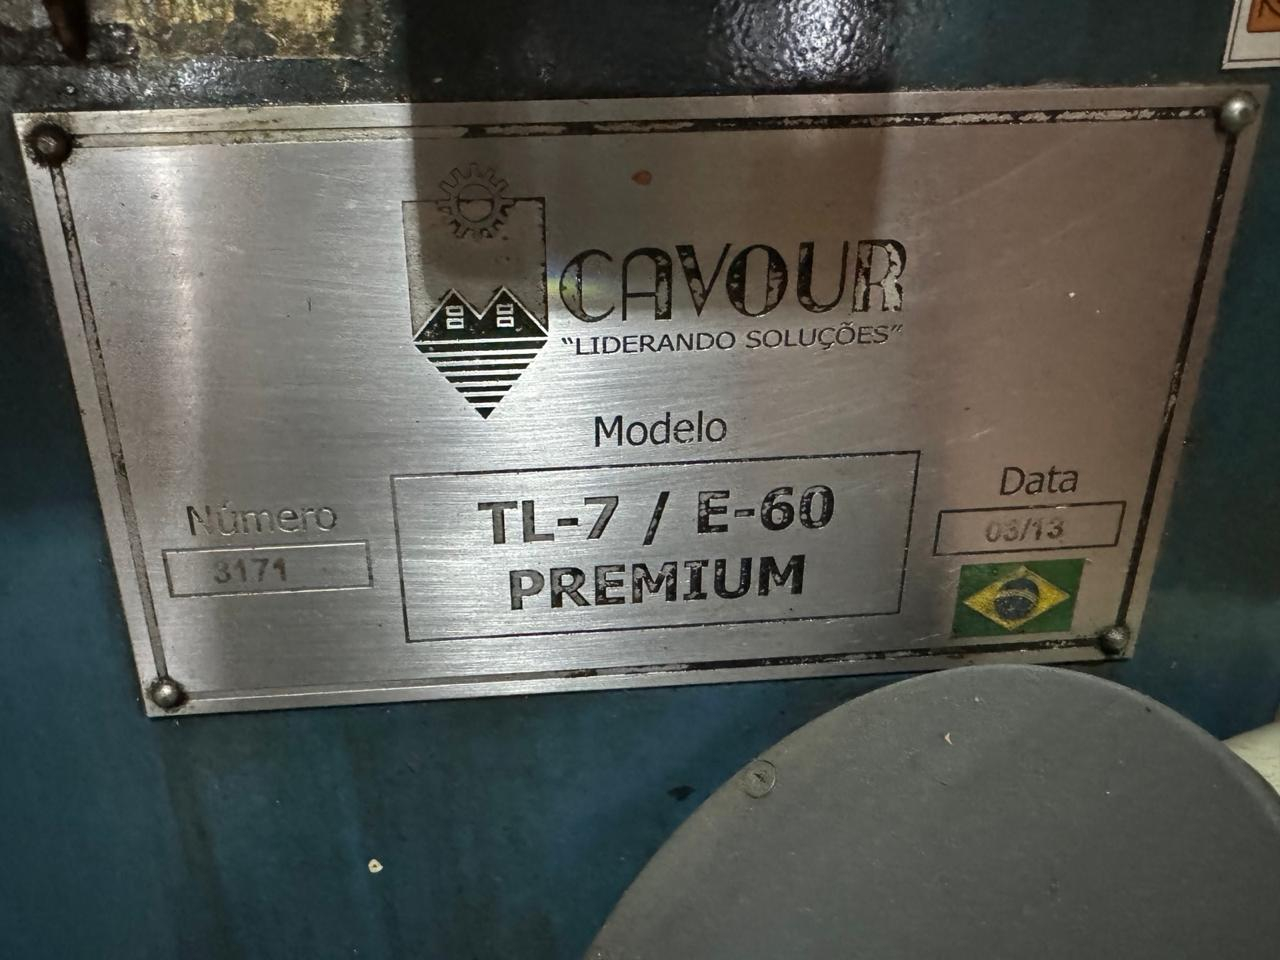 CAVOUR
"LIDERANDO SOLUÇÕES"
Modelo
TL-7 / E-60
PREMIUM
Número
3171
Data
03/13